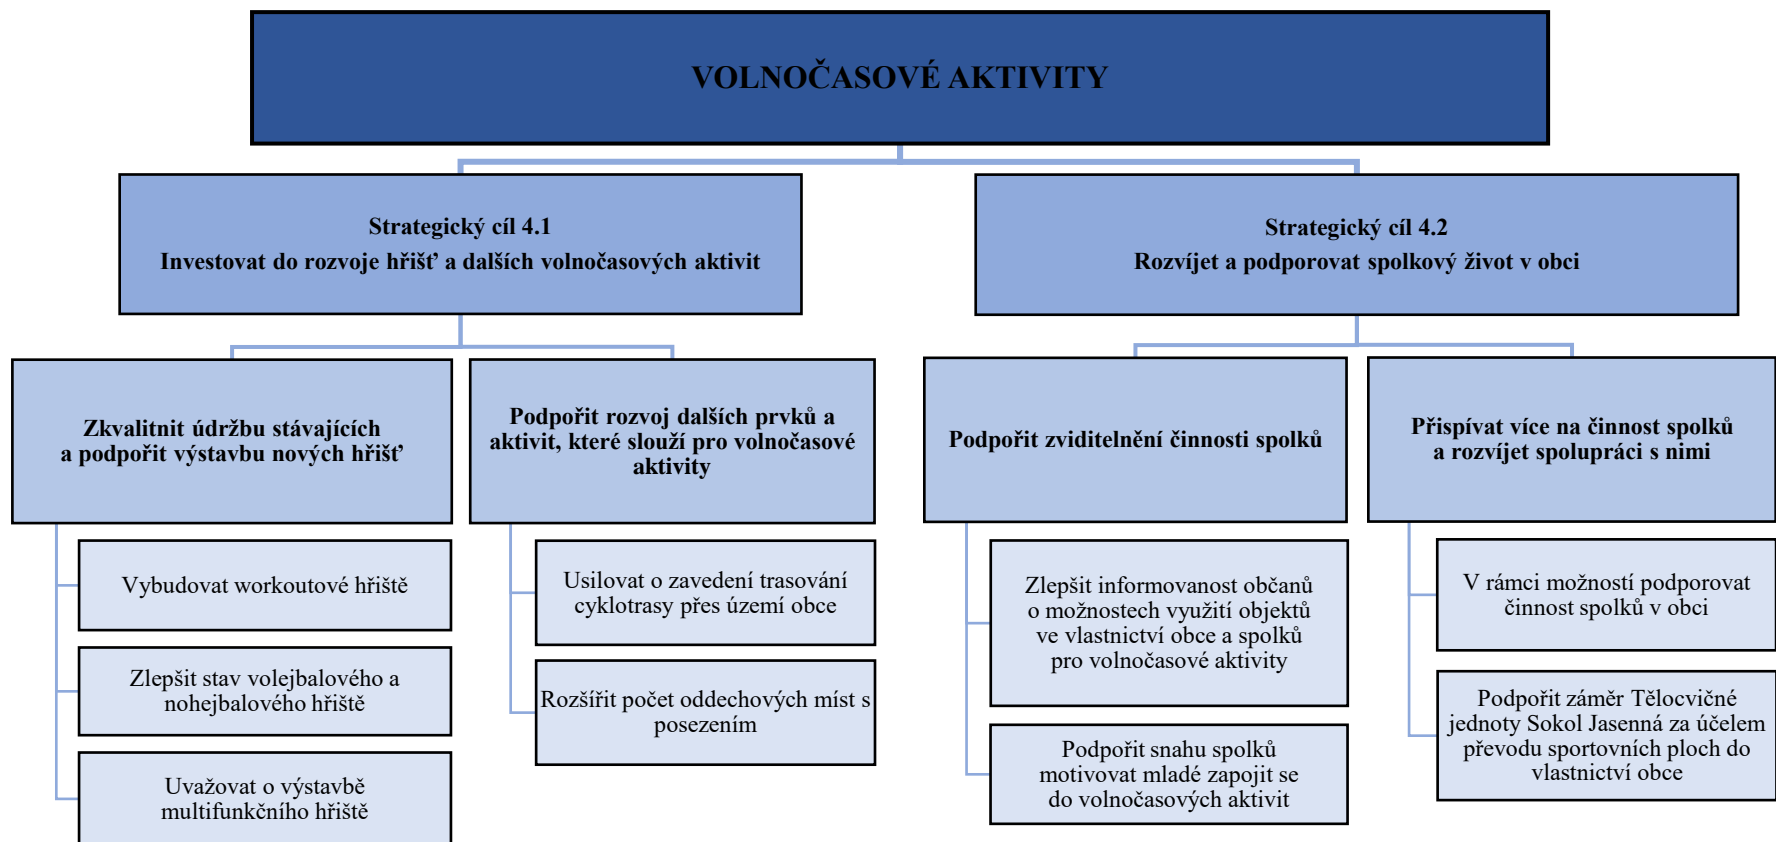 VOLNOČASOVÉ AKTIVITY
Strategický cíl 4.1
Investovat do rozvoje hřišť a dalších volnočasových aktivit
Strategický cíl 4.2
Rozvíjet a podporovat spolkový život v obci
Zkvalitnit údržbu stávajících
a podpořit výstavbu nových hřišť
Podpořit rozvoj dalších prvků a
aktivit, které slouží pro volnočasové
aktivity
Podpořit zviditelnění činnosti spolků
Přispívat více na činnost spolků
a rozvíjet spolupráci s nimi
Vybudovat workoutové hřiště
Zlepšit stav volejbalového a
nohejbalového hřiště
Uvažovat o výstavbě
multifunkčního hřiště
Usilovat o zavedení trasování
cyklotrasy přes území obce
Rozšířit počet oddechových míst s
posezením
Zlepšit informovanost občanů
o možnostech využití objektů
ve vlastnictví obce a spolků
pro volnočasové aktivity
Podpořit snahu spolků
motivovat mladé zapojit se
do volnočasových aktivit
V rámci možností podporovat
činnost spolků v obci
Podpořit záměr Tělocvičné
jednoty Sokol Jasenná za účelem
převodu sportovních ploch do
vlastnictví obce